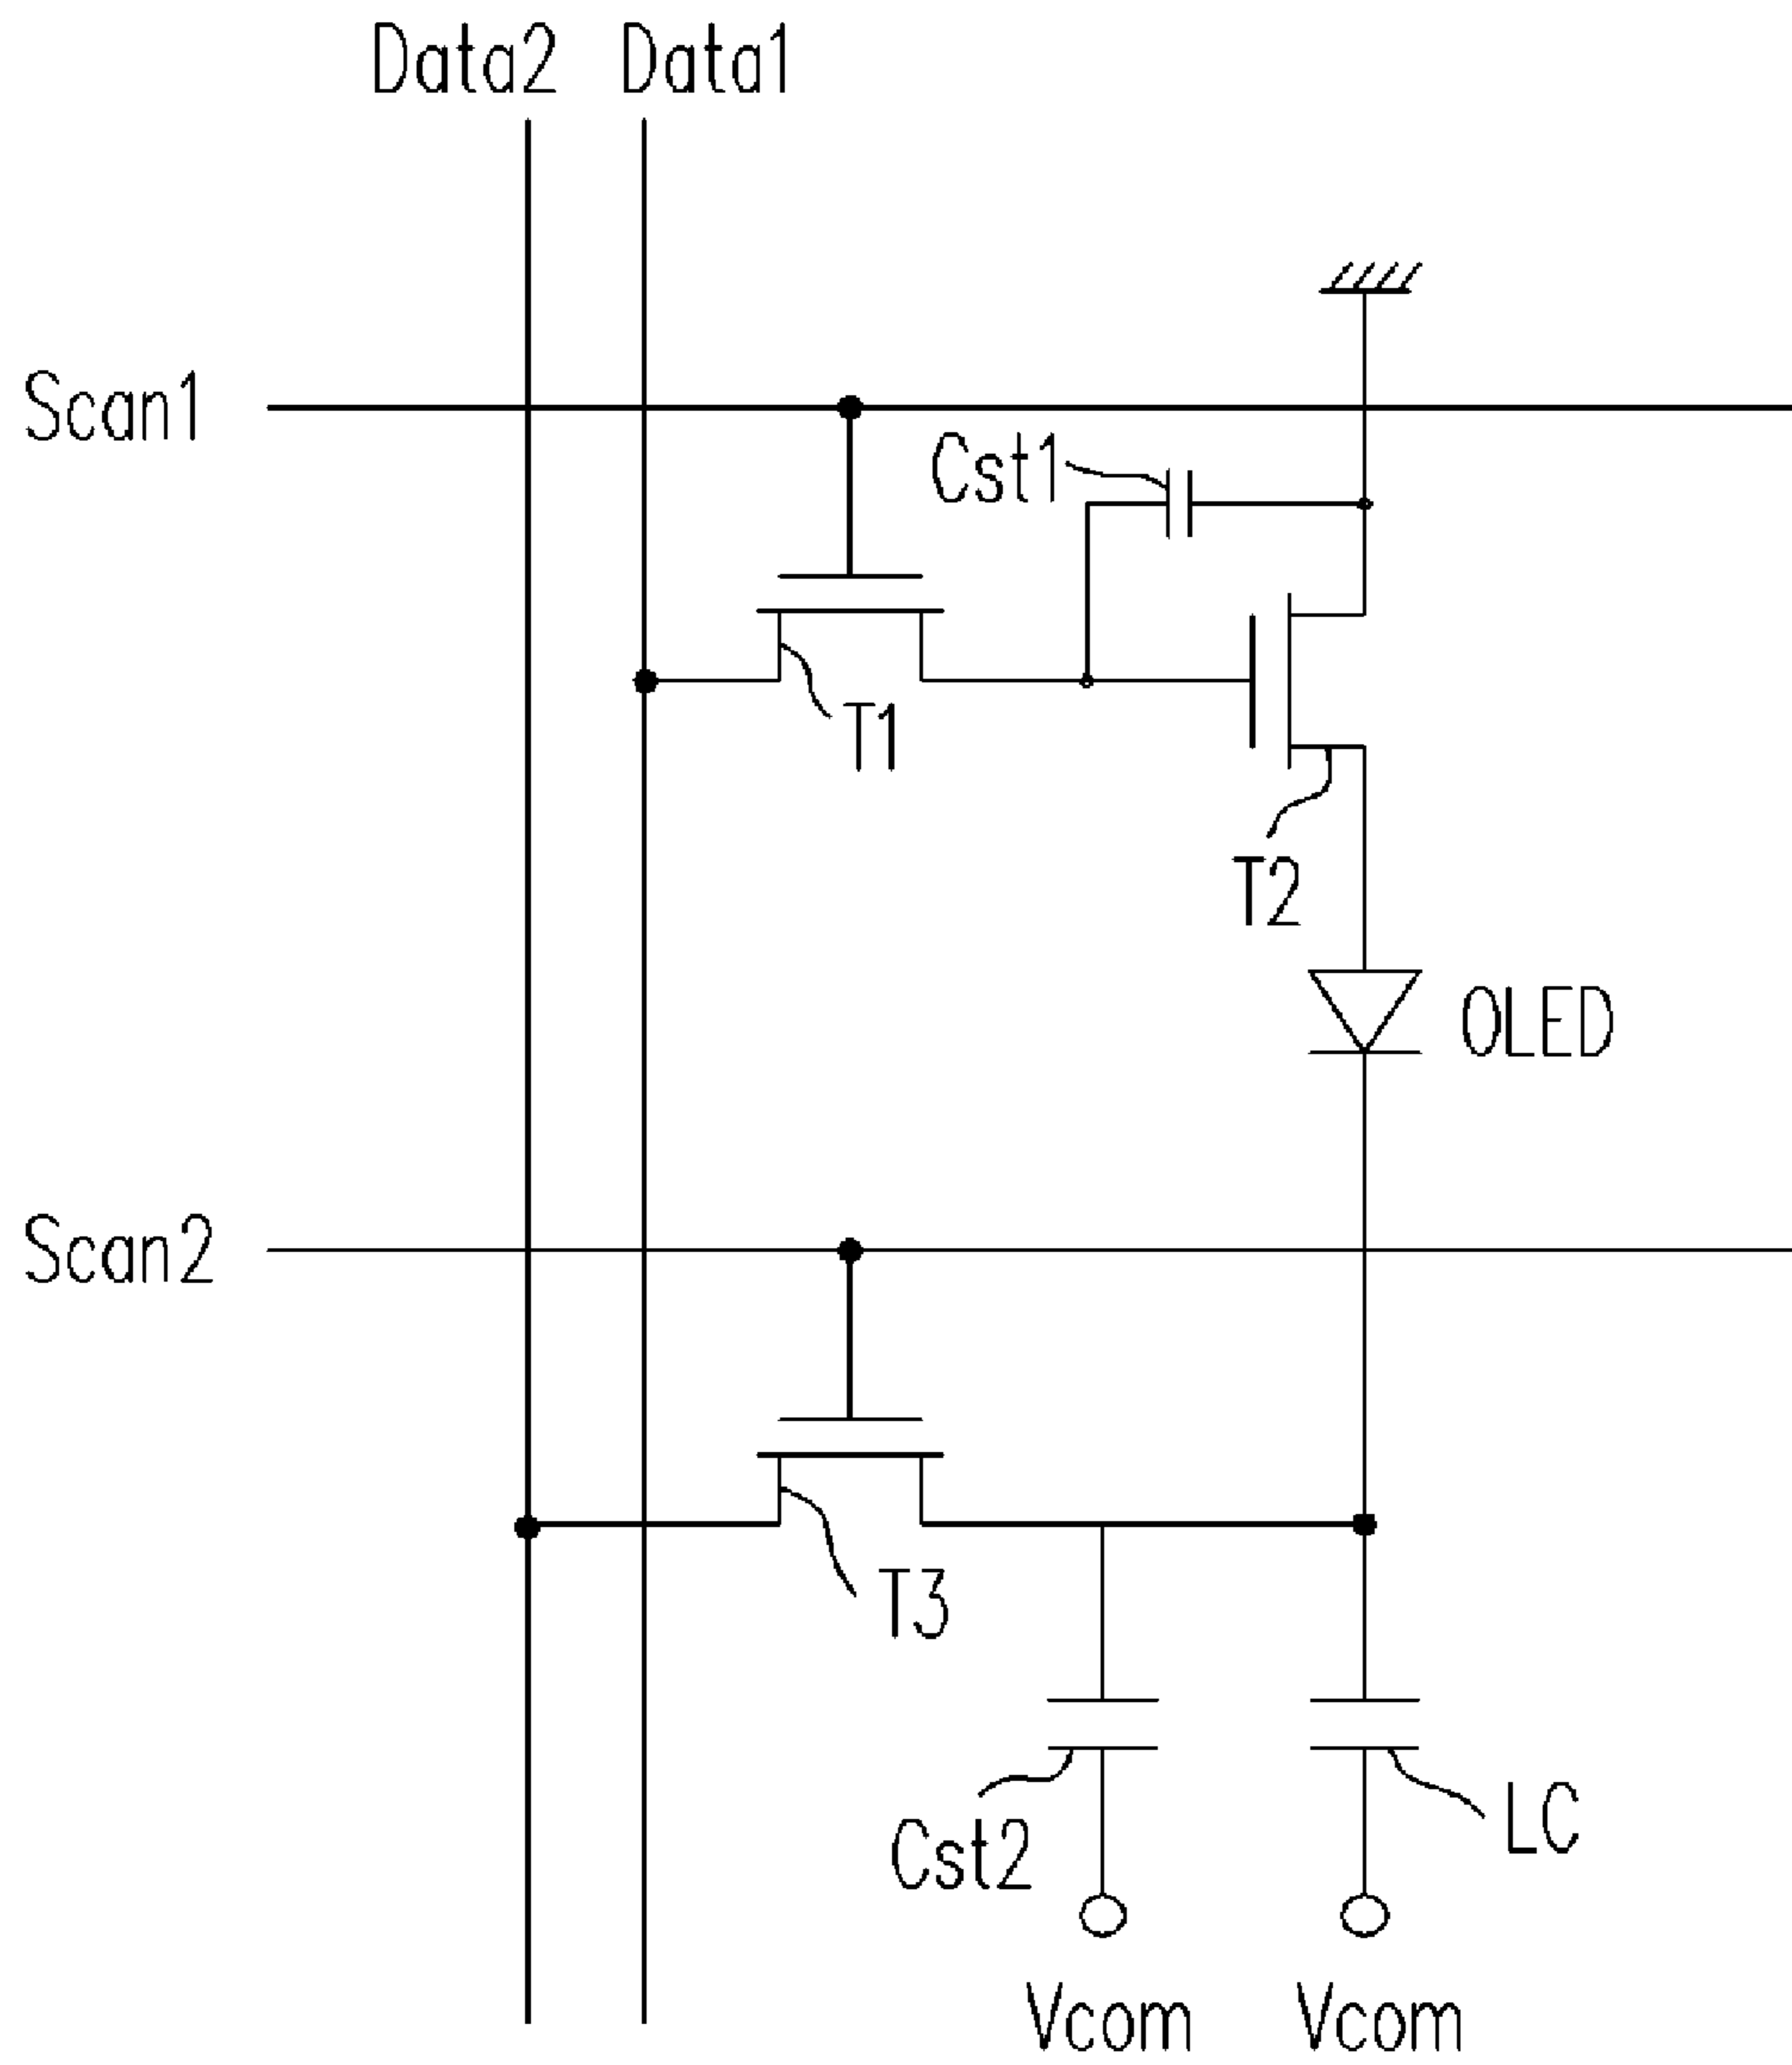 Data2 Data1
Scan1
Cst1
T1
T2
OLED
Scan2
T3
LC
Cst2
Vcom Vcom